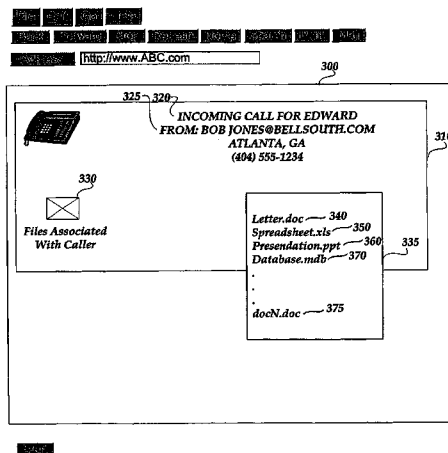 http://www.ABC.com
300
325 320
INCOMING CALL FOR EDWARD
FROM: BOB JONES@BELLSOUTH.COM
ATLANTA, GA
(404) 555-1234
310
330
Files Associated
With Caller
Letter.doc 340
Spreadsheet.xls 350
Presendation.ppt 360
Database.mdb 370
335
.
.
.
docN.doc 375